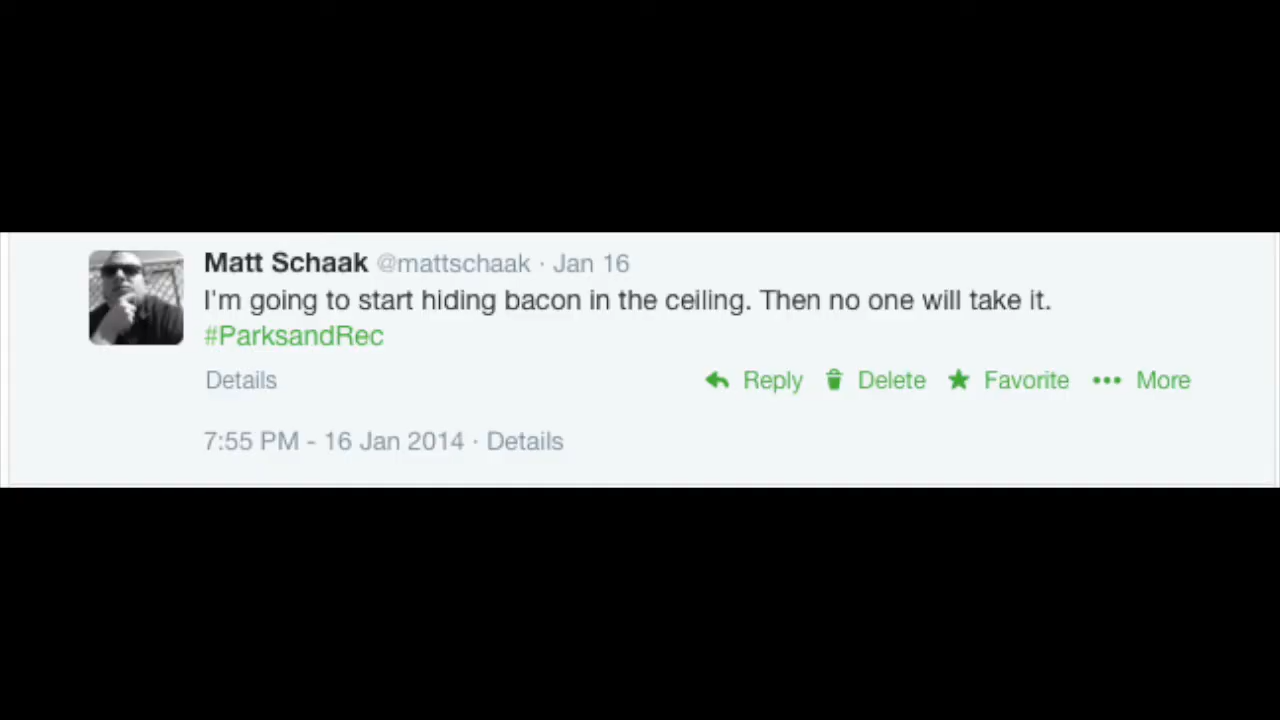 Matt Schaak @mattschaak · Jan 16
I'm going to start hiding bacon in the ceiling. Then no one will take it.
#ParksandRec
Details Reply Delete Favorite ••• More
7:55 PM - 16 Jan 2014 · Details